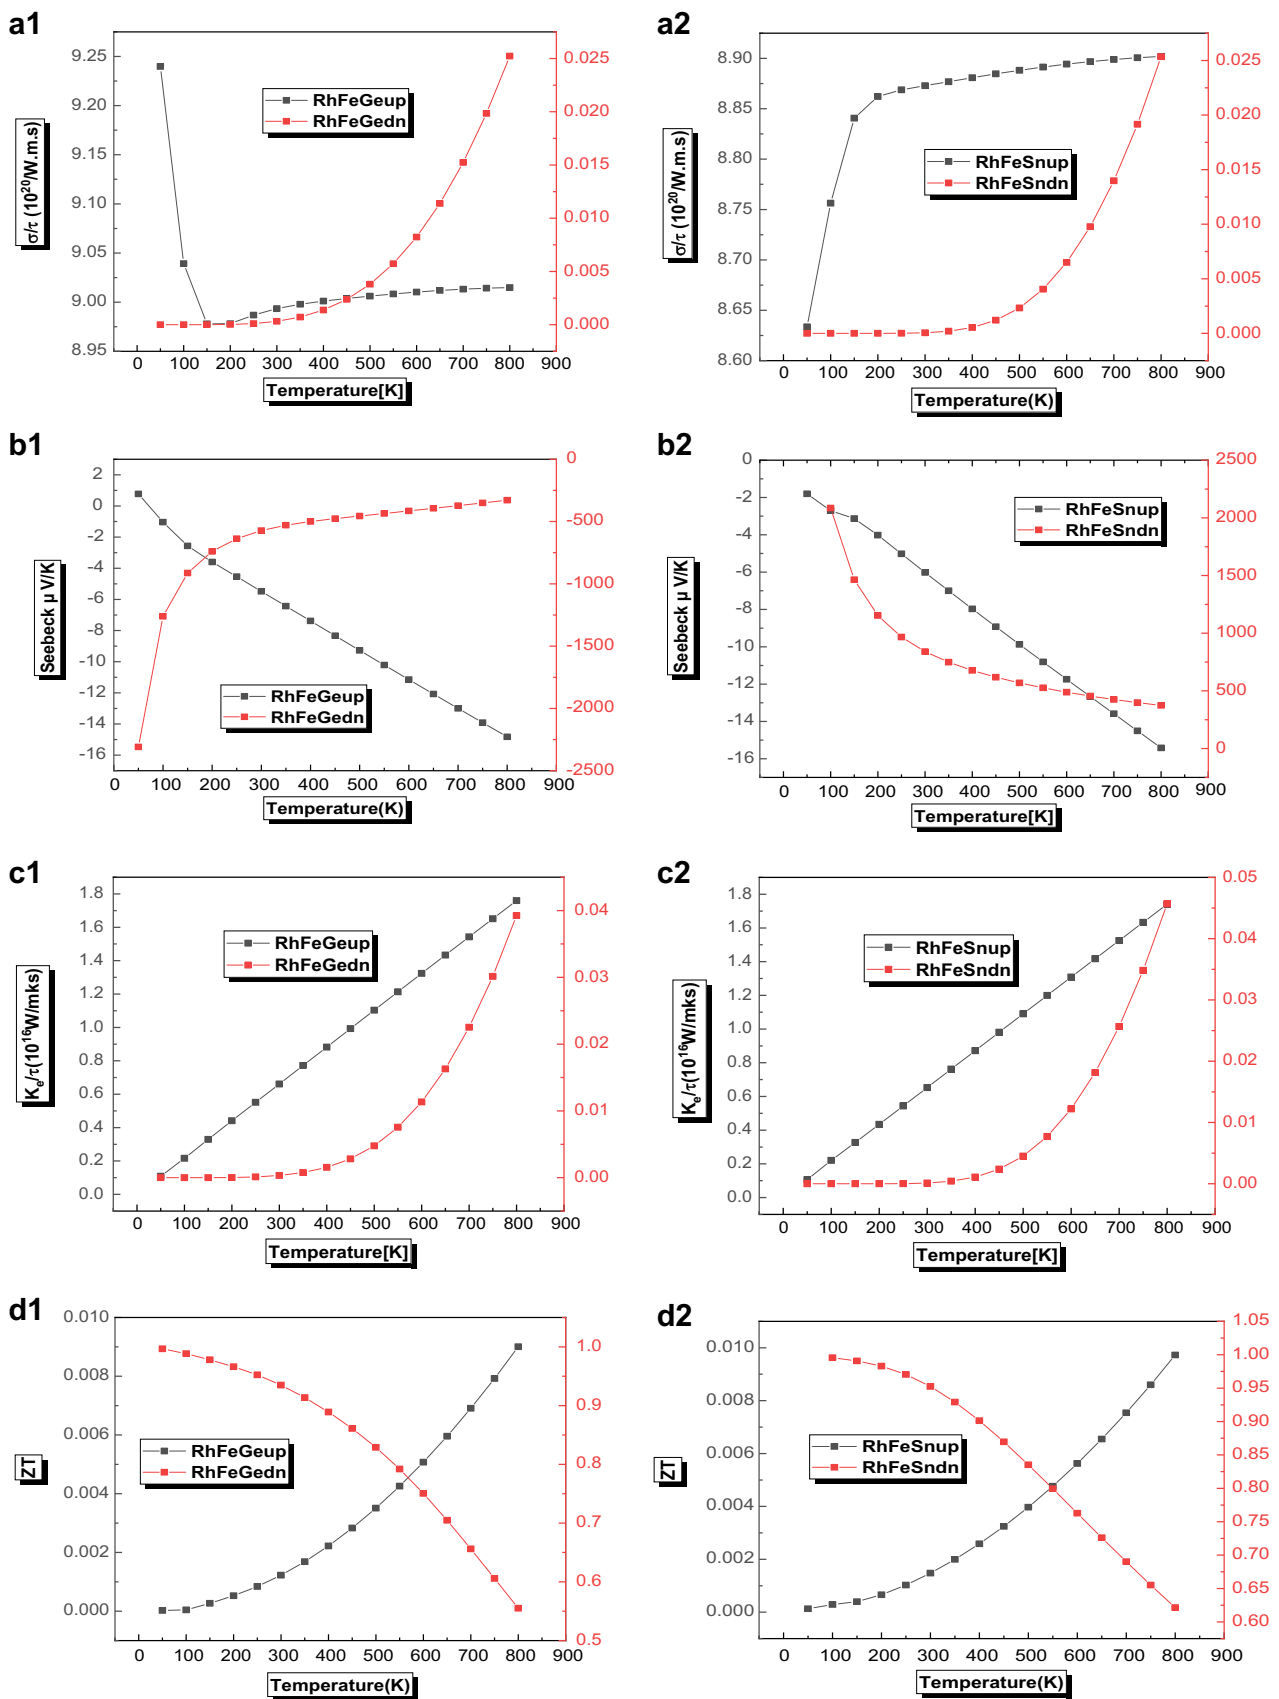 a1
9.25
9.20
9.15
9.10
9.05
9.00
8.95
0.025
0.020
0.015
0.010
0.005
0.000
σ/τ (10²⁰/W.m.s)
RhFeGeup
RhFeGedn
0 100 200 300 400 500 600 700 800 900
Temperature[K]
a2
8.90
8.85
8.80
8.75
8.70
8.65
8.60
0.025
0.020
0.015
0.010
0.005
0.000
σ/τ (10²⁰/W.m.s)
RhFeSnup
RhFeSndn
0 100 200 300 400 500 600 700 800 900
Temperature(K)
b1
2
0
-2
-4
-6
-8
-10
-12
-14
-16
0
-500
-1000
-1500
-2000
-2500
Seebeck µ V/K
RhFeGeup
RhFeGedn
0 100 200 300 400 500 600 700 800 900
Temperature(K)
b2
0
-2
-4
-6
-8
-10
-12
-14
-16
2500
2000
1500
1000
500
0
Seebeck µ V/K
RhFeSnup
RhFeSndn
0 100 200 300 400 500 600 700 800 900
Temperature[K]
c1
1.8
1.6
1.4
1.2
1.0
0.8
0.6
0.4
0.2
0.0
0.04
0.03
0.02
0.01
0.00
Kₑ/τ(10¹⁶W/mks)
RhFeGeup
RhFeGedn
0 100 200 300 400 500 600 700 800 900
Temperature[K]
c2
1.8
1.6
1.4
1.2
1.0
0.8
0.6
0.4
0.2
0.0
0.05
0.04
0.03
0.02
0.01
0.00
Kₑ/τ(10¹⁶W/mks)
RhFeSnup
RhFeSndn
0 100 200 300 400 500 600 700 800 900
Temperature[K]
d1
0.010
0.008
0.006
0.004
0.002
0.000
1.0
0.9
0.8
0.7
0.6
0.5
ZT
RhFeGeup
RhFeGedn
0 100 200 300 400 500 600 700 800 900
Temperature(K)
d2
0.010
0.008
0.006
0.004
0.002
0.000
1.05
1.00
0.95
0.90
0.85
0.80
0.75
0.70
0.65
0.60
ZT
RhFeSnup
RhFeSndn
0 100 200 300 400 500 600 700 800 900
Temperature(K)